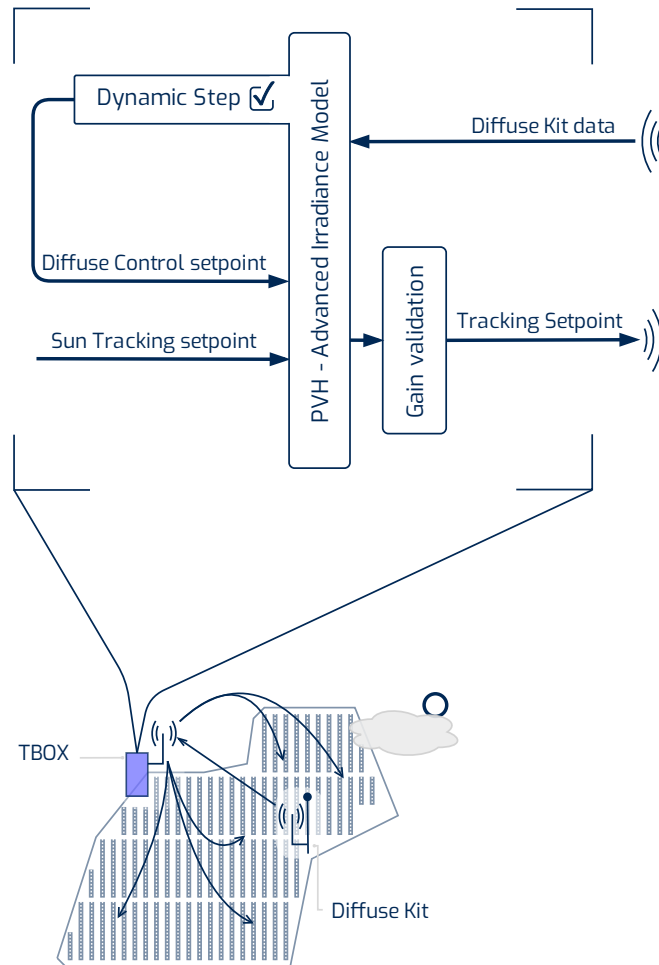 Dynamic Step
Diffuse Kit data
PVH - Advanced Irradiance Model
Diffuse Control setpoint
Sun Tracking setpoint
Gain validation
Tracking Setpoint
TBOX
Diffuse Kit